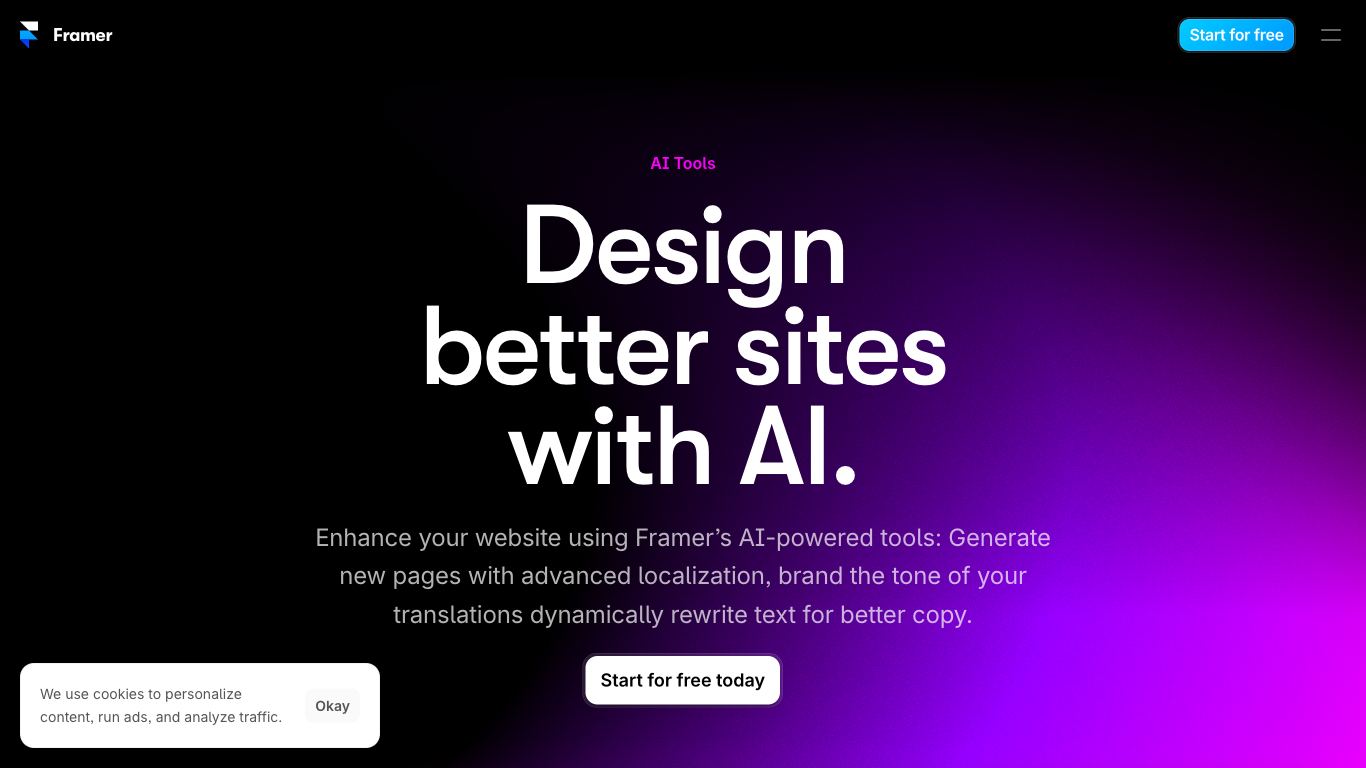 Framer
Start for free
AI Tools
Design
better sites
with AI.
Enhance your website using Framer’s AI-powered tools: Generate
new pages with advanced localization, brand the tone of your
translations dynamically rewrite text for better copy.
Start for free today
We use cookies to personalize
content, run ads, and analyze traffic.
Okay